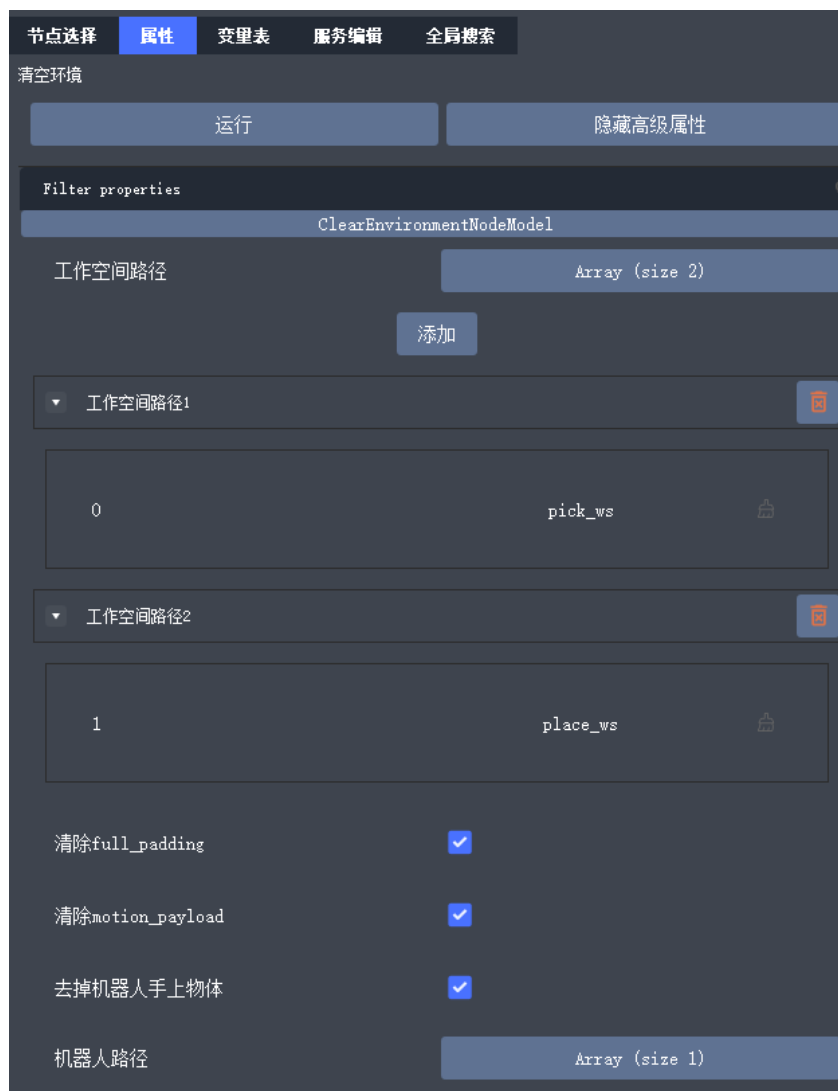 节点选择 属性 变量表 服务编辑 全局搜索
清空环境
运行 隐藏高级属性
Filter properties
ClearEnvironmentNodeModel
工作空间路径 Array (size 2)
添加
工作空间路径1
0 pick_ws
工作空间路径2
1 place_ws
清除full_padding
清除motion_payload
去掉机器人手上物体
机器人路径 Array (size 1)